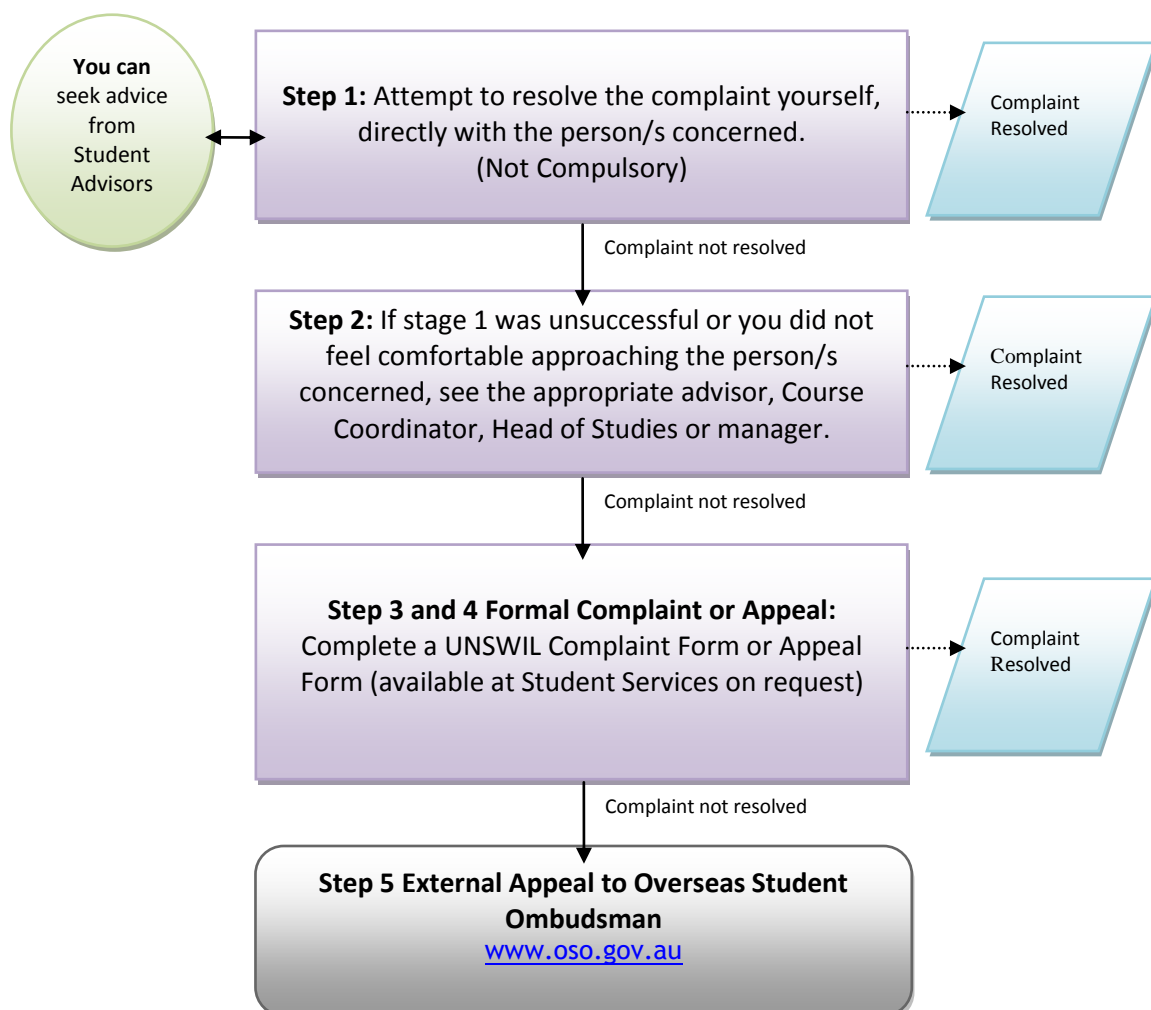 You can
seek advice
from
Student
Advisors
Step 1: Attempt to resolve the complaint yourself,
directly with the person/s concerned.
(Not Compulsory)
Complaint
Resolved
Complaint not resolved
Step 2: If stage 1 was unsuccessful or you did not
feel comfortable approaching the person/s
concerned, see the appropriate advisor, Course
Coordinator, Head of Studies or manager.
Complaint
Resolved
Complaint not resolved
Step 3 and 4 Formal Complaint or Appeal:
Complete a UNSWIL Complaint Form or Appeal
Form (available at Student Services on request)
Complaint
Resolved
Complaint not resolved
Step 5 External Appeal to Overseas Student
Ombudsman
www.oso.gov.au